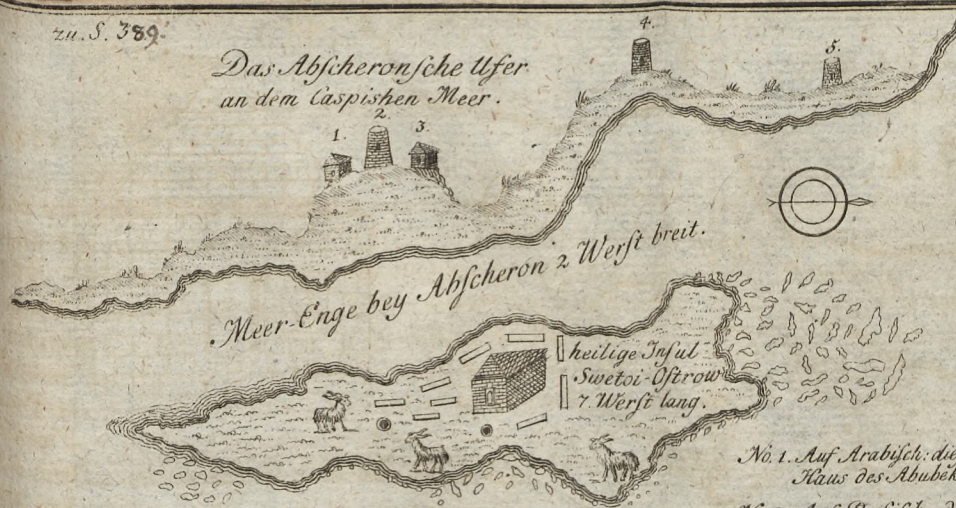 zu. S. 389.
Das Abſcheronſche Ufer
an dem Caspishen Meer.
1.
2.
3.
4.
5.
Meer-Enge bey Abſcheron 2 Werſt breit.
heilige Inſul
Swetoi-Oſtrow
7. Werſt lang.
No. 1. Auf Arabiſch: die
Haus des Abubek